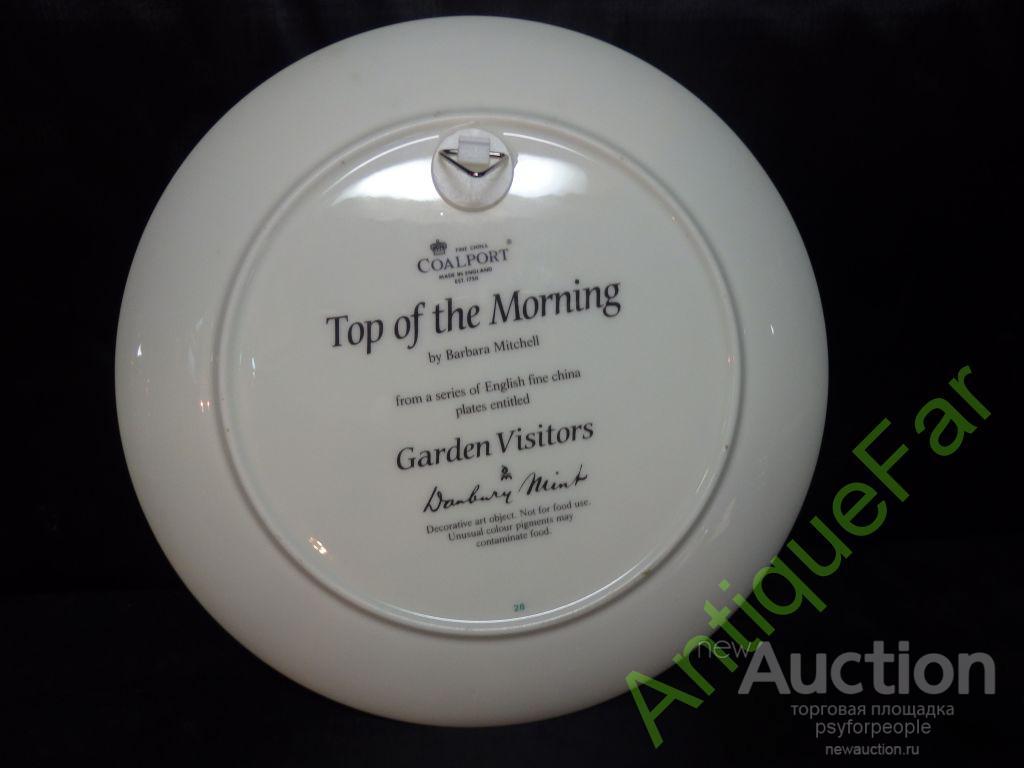 FINE CHINA
COALPORT®
MADE IN ENGLAND
EST. 1750
Top of the Morning
by Barbara Mitchell
from a series of English fine china
plates entitled
Garden Visitors
Danbury Mint
Decorative art object. Not for food use.
Unusual colour pigments may
contaminate food.
28
AntiqueFar
newAuction
торговая площадка
psyforpeople
newauction.ru